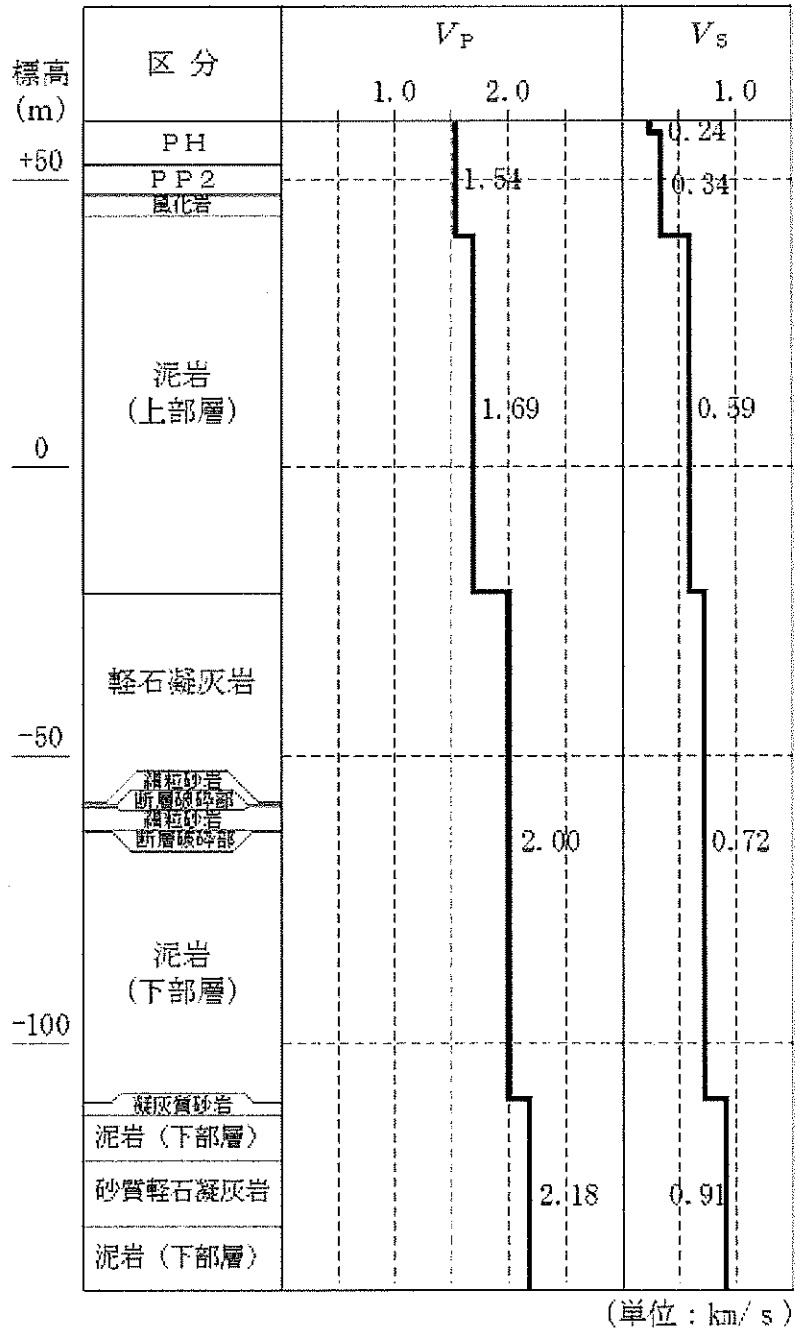 標高
(m)
区 分
V_P
V_S
1.0
2.0
1.0
PH
+50
PP2
風化岩
1.54
0.24
0.34
泥岩
(上部層)
1.69
0.59
0
軽石凝灰岩
-50
細粒砂岩
断層破砕部
細粒砂岩
断層破砕部
2.00
0.72
泥岩
(下部層)
-100
凝灰質砂岩
泥岩 (下部層)
砂質軽石凝灰岩
2.18
0.91
泥岩 (下部層)
(単位：km/s)